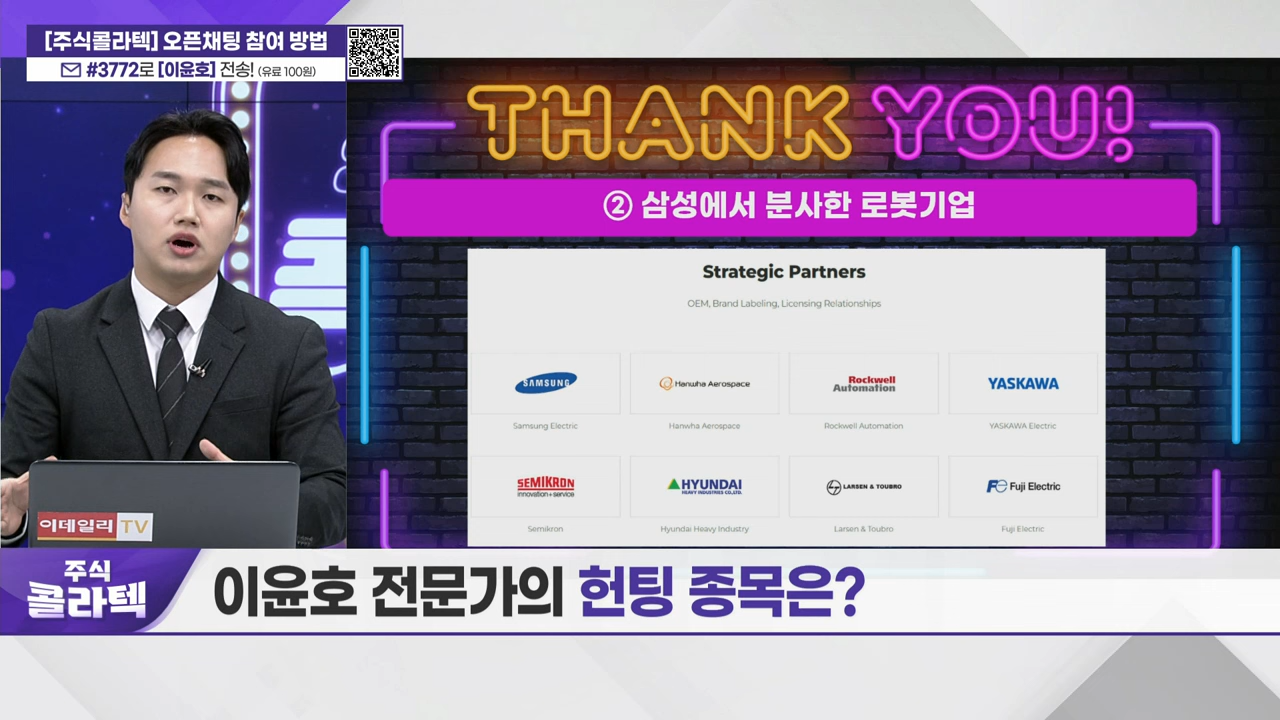 [주식콜라텍] 오픈채팅 참여 방법
#3772로 [이윤호] 전송! (유료 100원)
THANK YOU!
② 삼성에서 분사한 로봇기업
Strategic Partners
OEM, Brand Labeling, Licensing Relationships
SAMSUNG
Hanwha Aerospace
Rockwell Automation
YASKAWA
Samsung Electric
Hanwha Aerospace
Rockwell Automation
YASKAWA Electric
SEMIKRON
innovation+service
HYUNDAI
HEAVY INDUSTRIES CO.,LTD.
LARSEN & TOUBRO
Fe Fuji Electric
Semikron
Hyundai Heavy Industry
Larsen & Toubro
Fuji Electric
이데일리 TV
주식
콜라텍
이윤호 전문가의 헌팅 종목은?